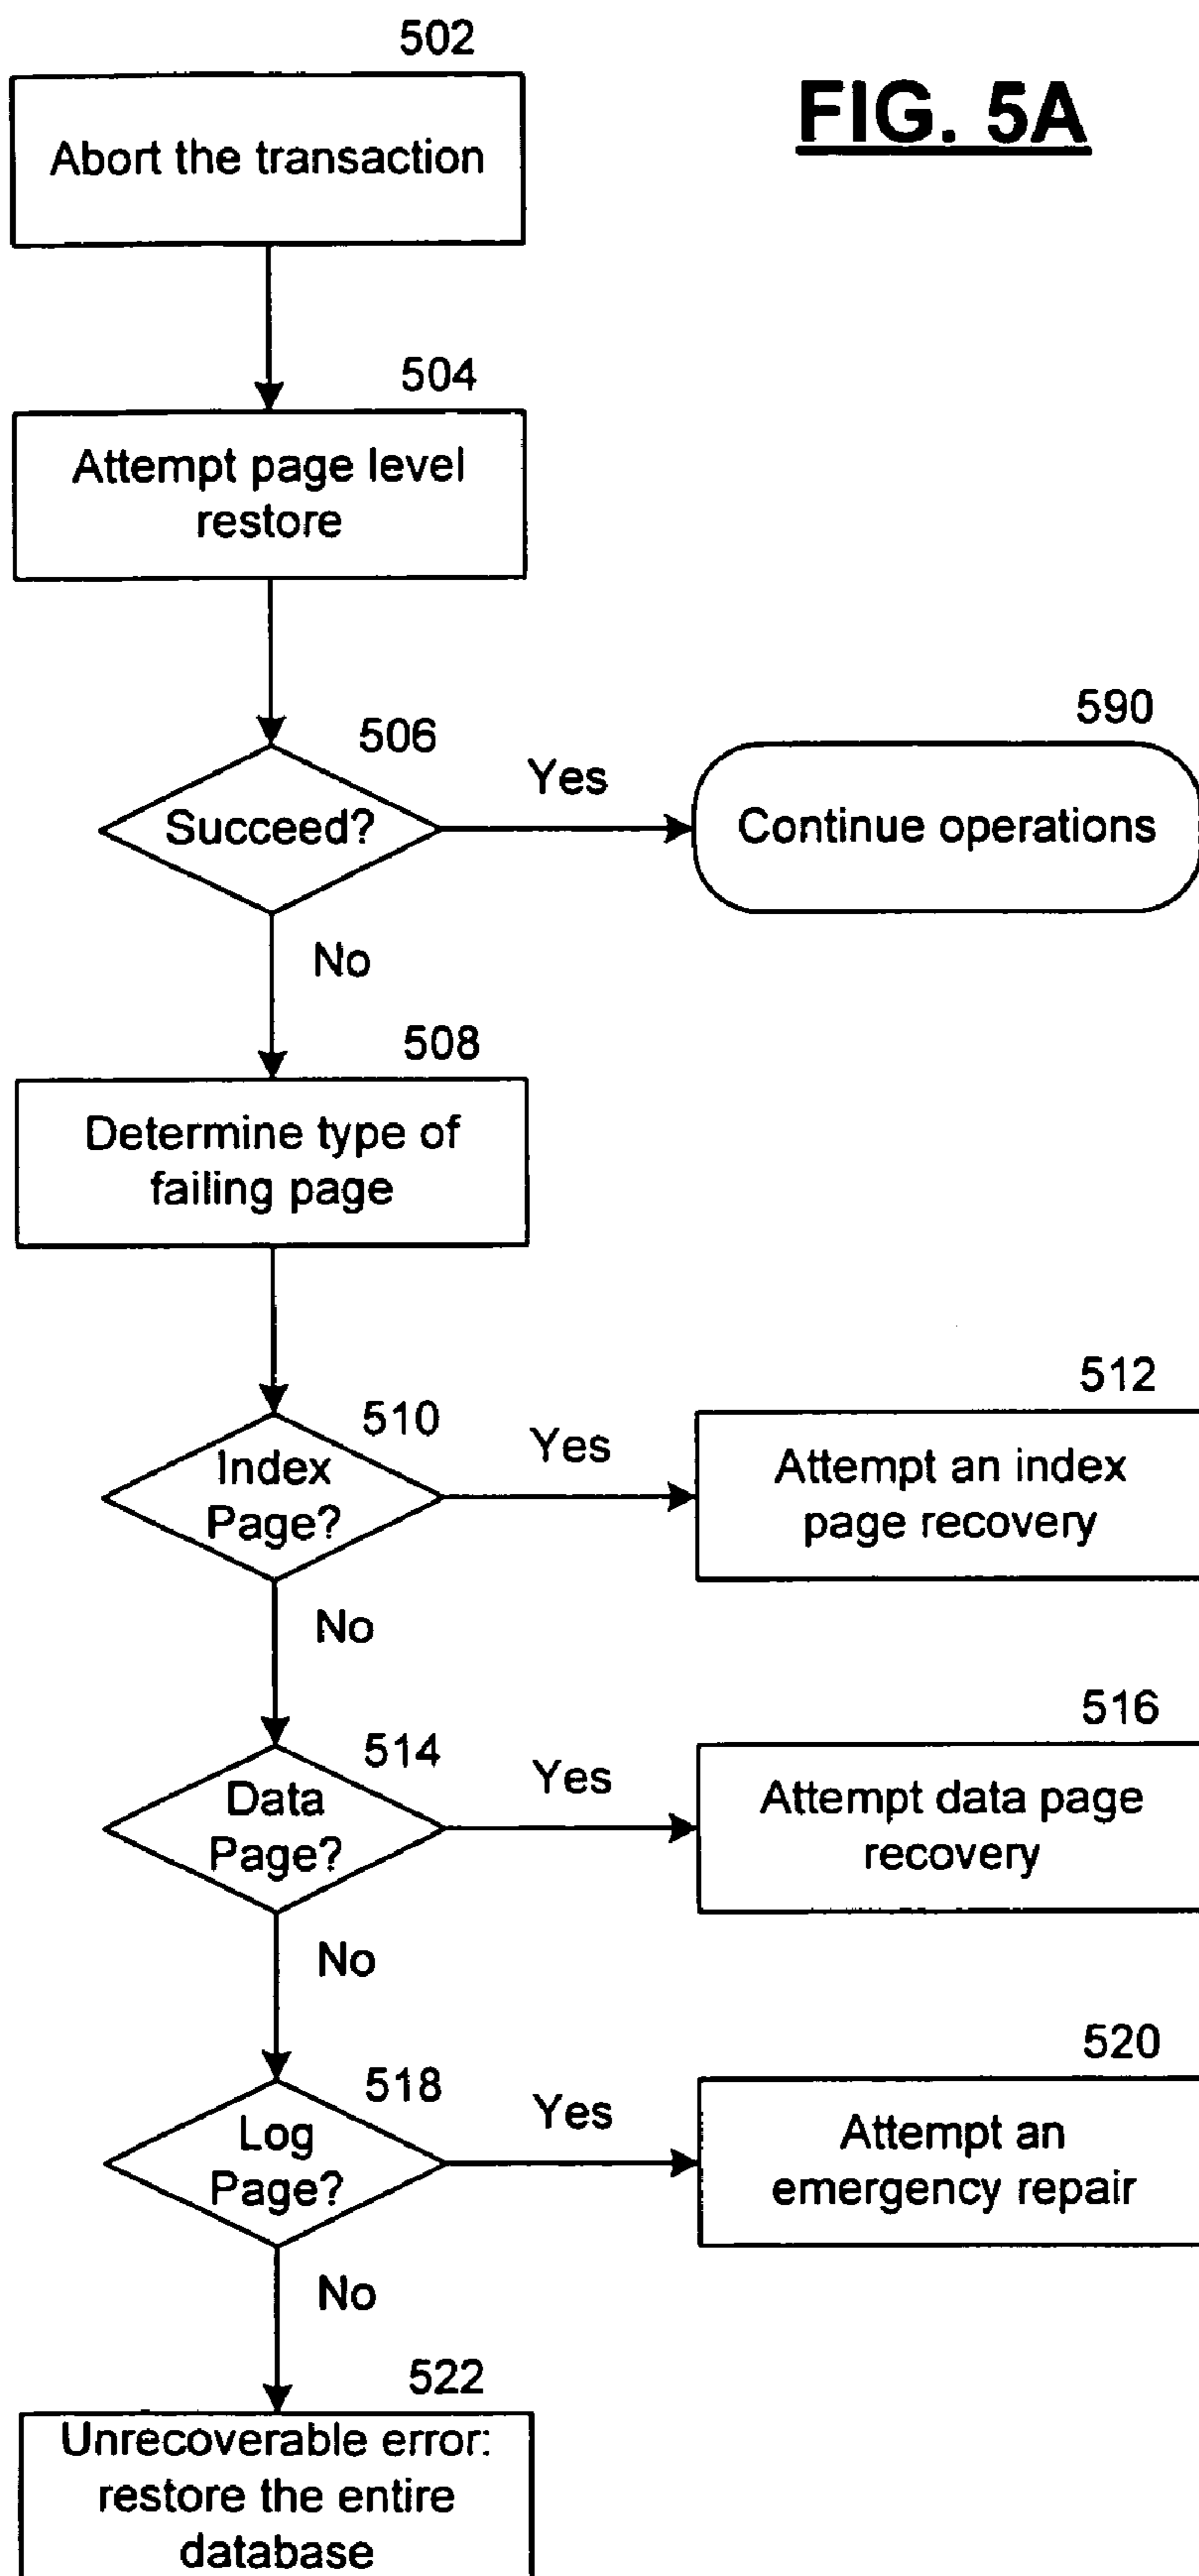 502
FIG. 5A
Abort the transaction
504
Attempt page level
restore
506
Succeed?
Yes
590
Continue operations
No
508
Determine type of
failing page
510
Index
Page?
Yes
512
Attempt an index
page recovery
No
514
Data
Page?
Yes
516
Attempt data page
recovery
No
518
Log
Page?
Yes
520
Attempt an
emergency repair
No
522
Unrecoverable error:
restore the entire
database